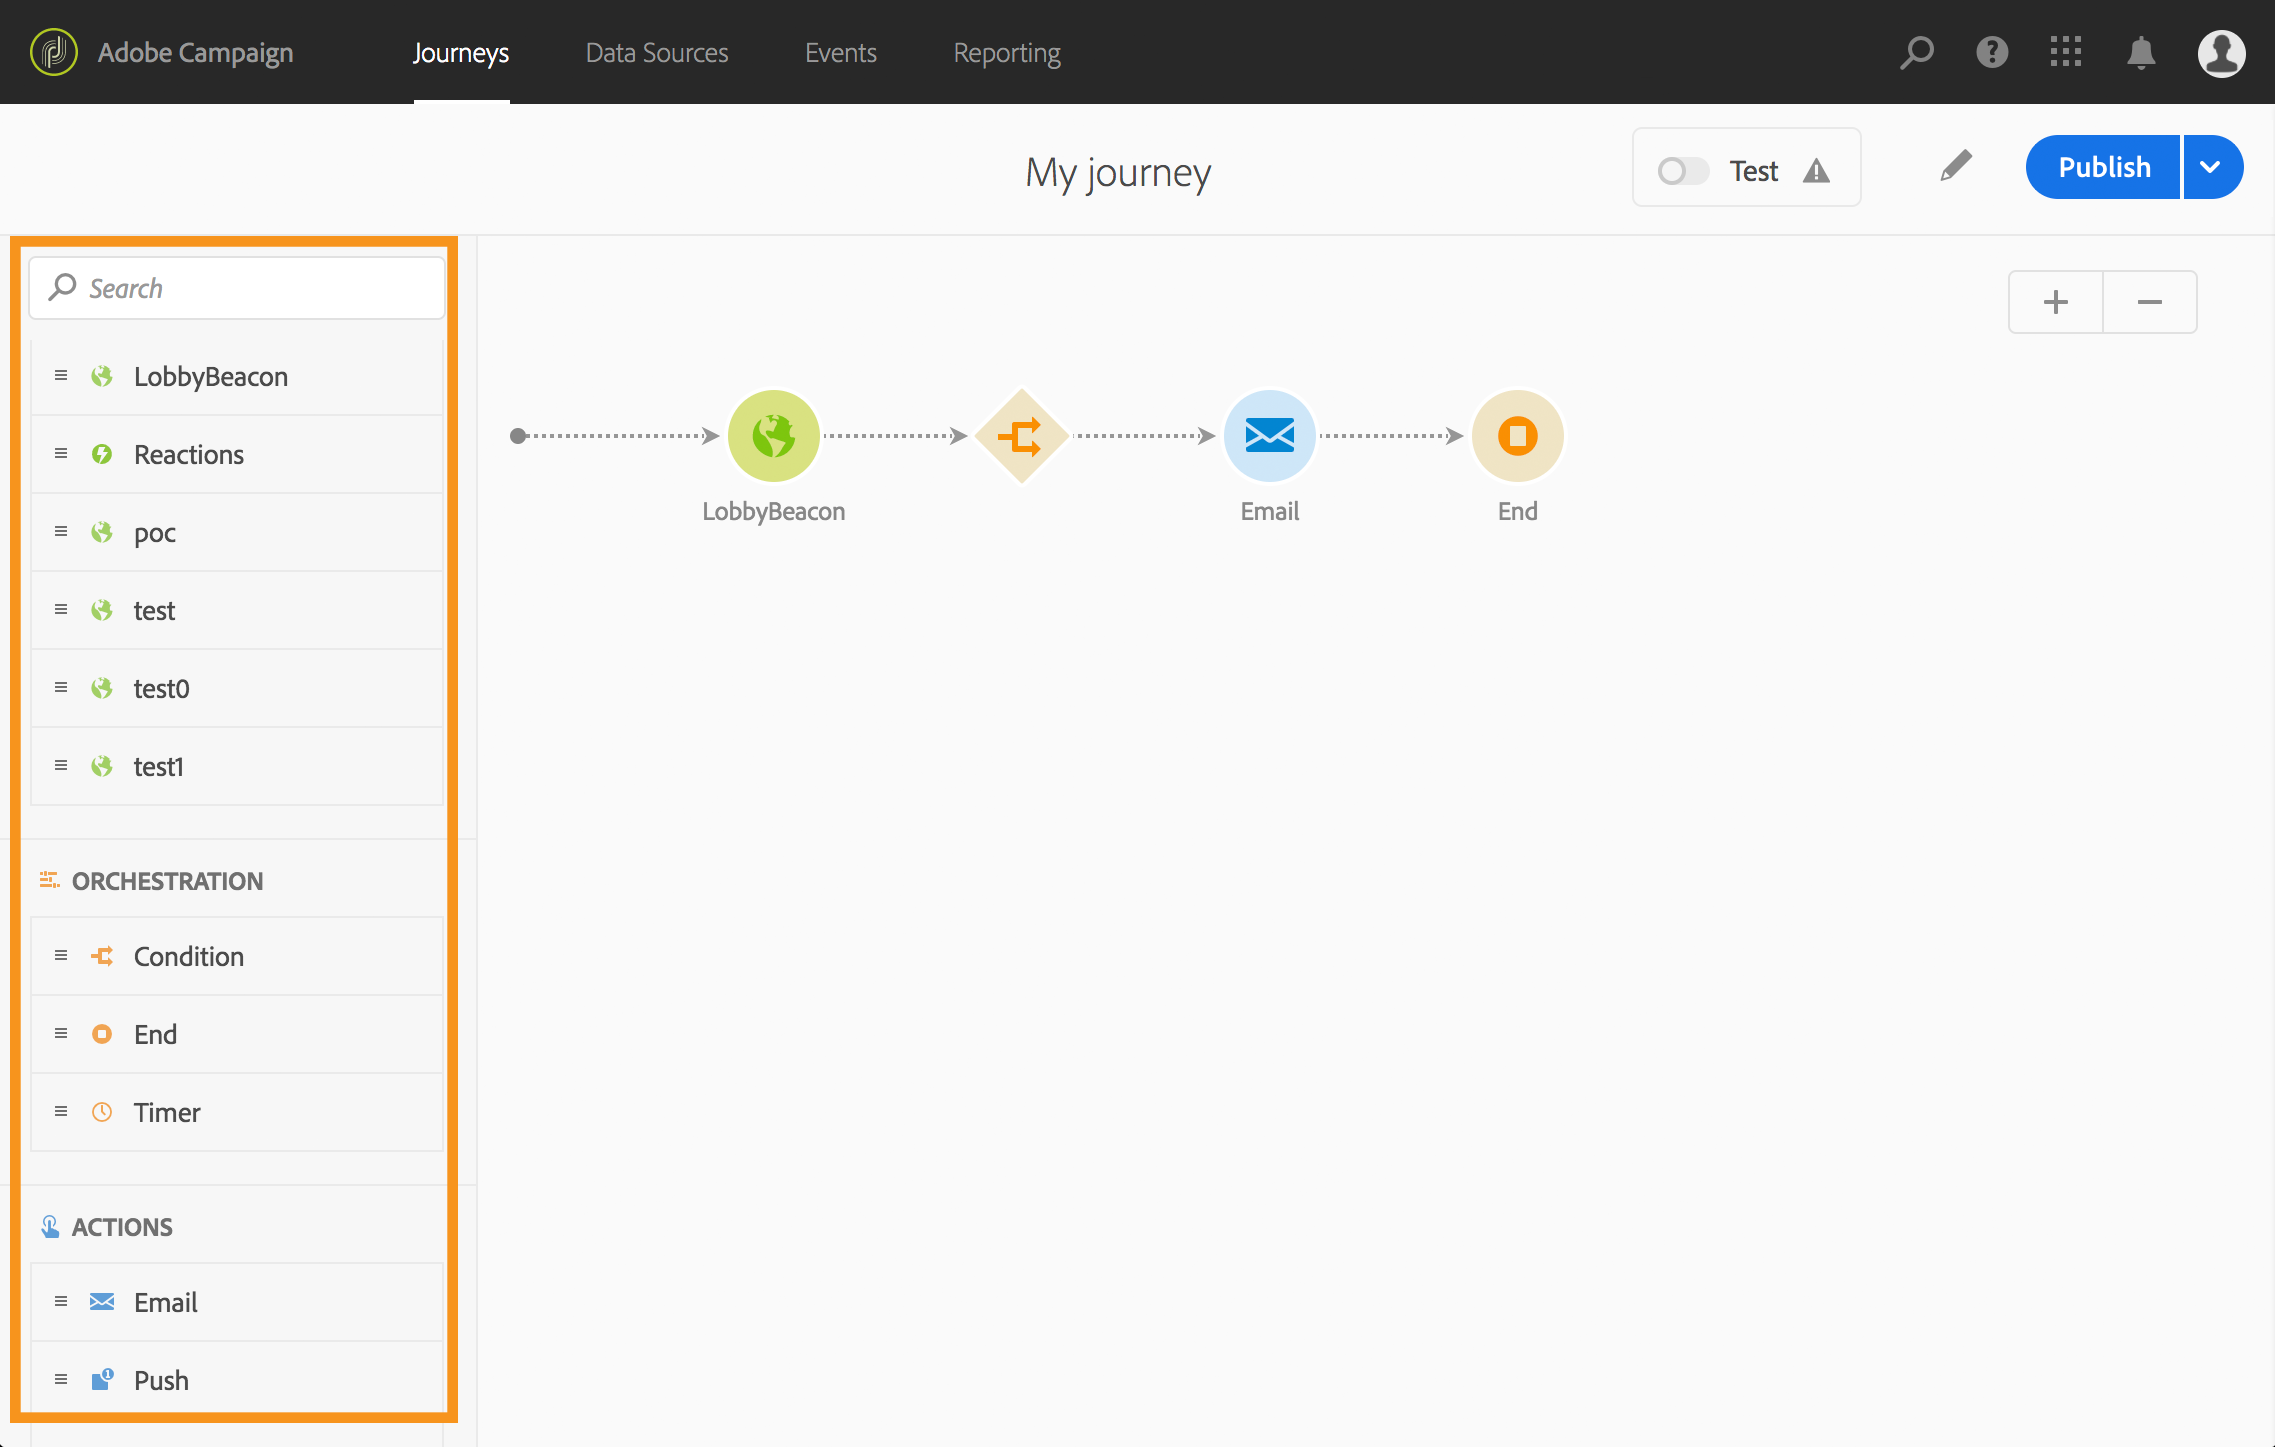 Adobe Campaign
Journeys
Data Sources
Events
Reporting
My journey
Test
Publish
Search
LobbyBeacon
Reactions
poc
test
test0
test1
ORCHESTRATION
Condition
End
Timer
ACTIONS
Email
1
Push
LobbyBeacon
Email
End